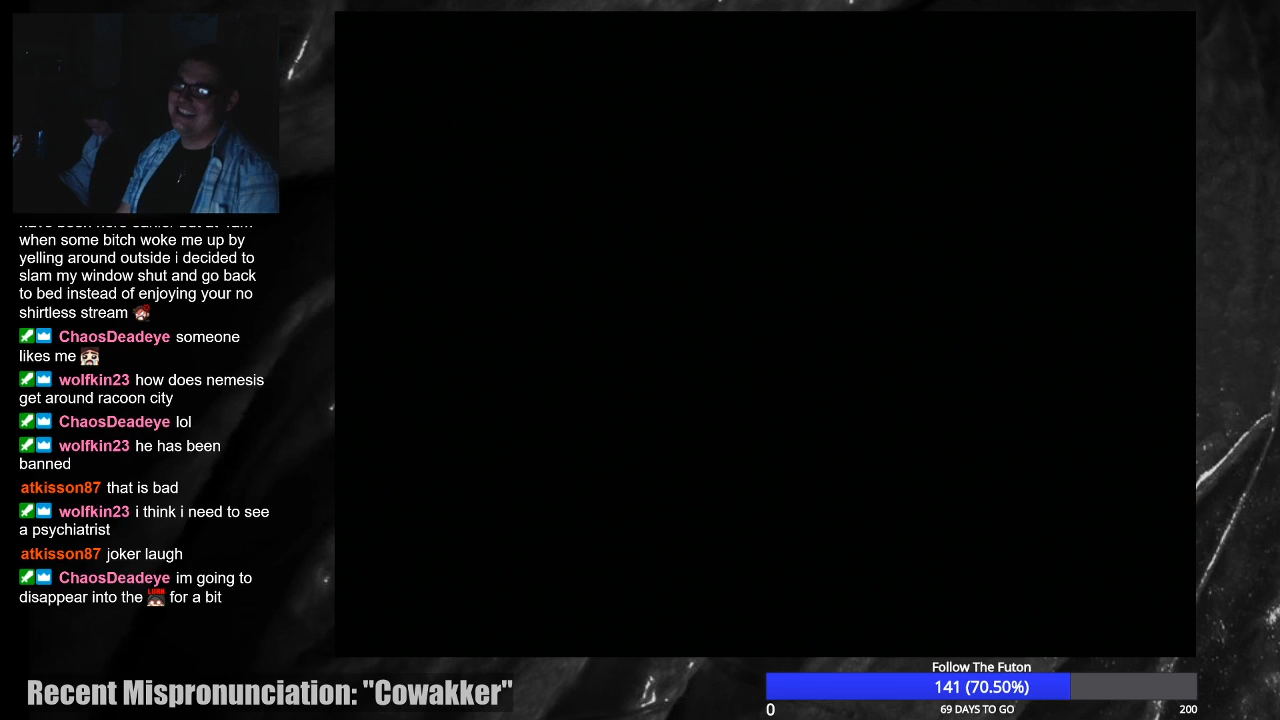 when some bitch woke me up by
yelling around outside i decided to
slam my window shut and go back
to bed instead of enjoying your no
shirtless stream
ChaosDeadeye someone
likes me
wolfkin23 how does nemesis
get around racoon city
ChaosDeadeye lol
wolfkin23 he has been
banned
atkisson87 that is bad
wolfkin23 i think i need to see
a psychiatrist
atkisson87 joker laugh
ChaosDeadeye im going to
disappear into the LURK for a bit
Recent Mispronunciation: "Cowakker"
Follow The Futon
141 (70.50%)
0 69 DAYS TO GO 200